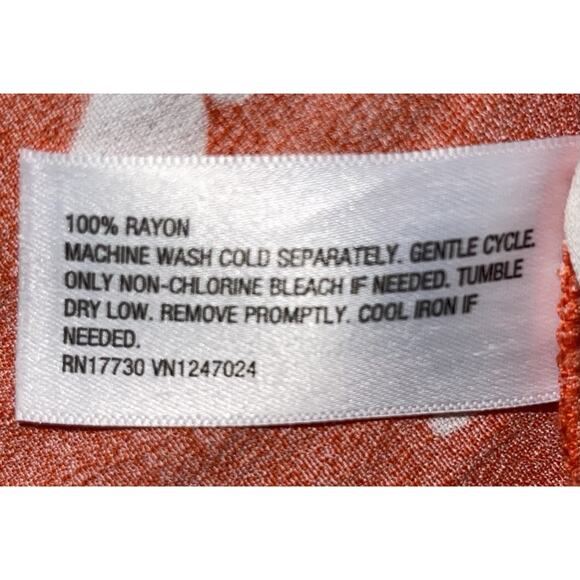 100% RAYON
MACHINE WASH COLD SEPARATELY. GENTLE CYCLE.
ONLY NON-CHLORINE BLEACH IF NEEDED. TUMBLE
DRY LOW. REMOVE PROMPTLY. COOL IRON IF
NEEDED.
RN17730 VN1247024